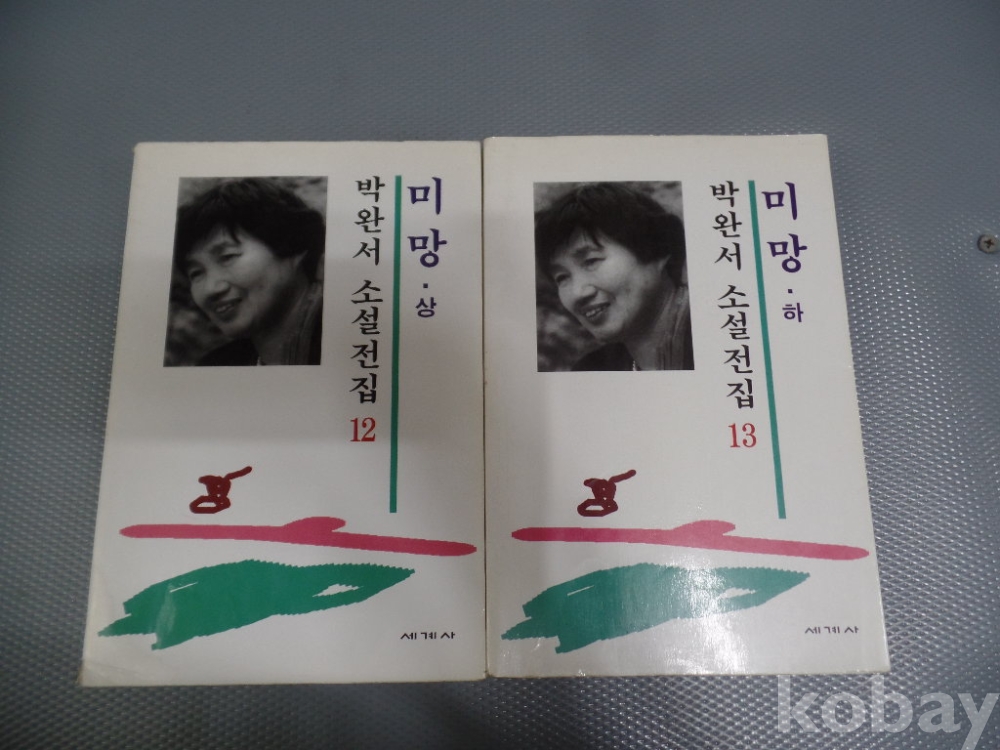 미망·상
박완서 소설전집 12
세계사
미망·하
박완서 소설전집 13
세계사
kobay